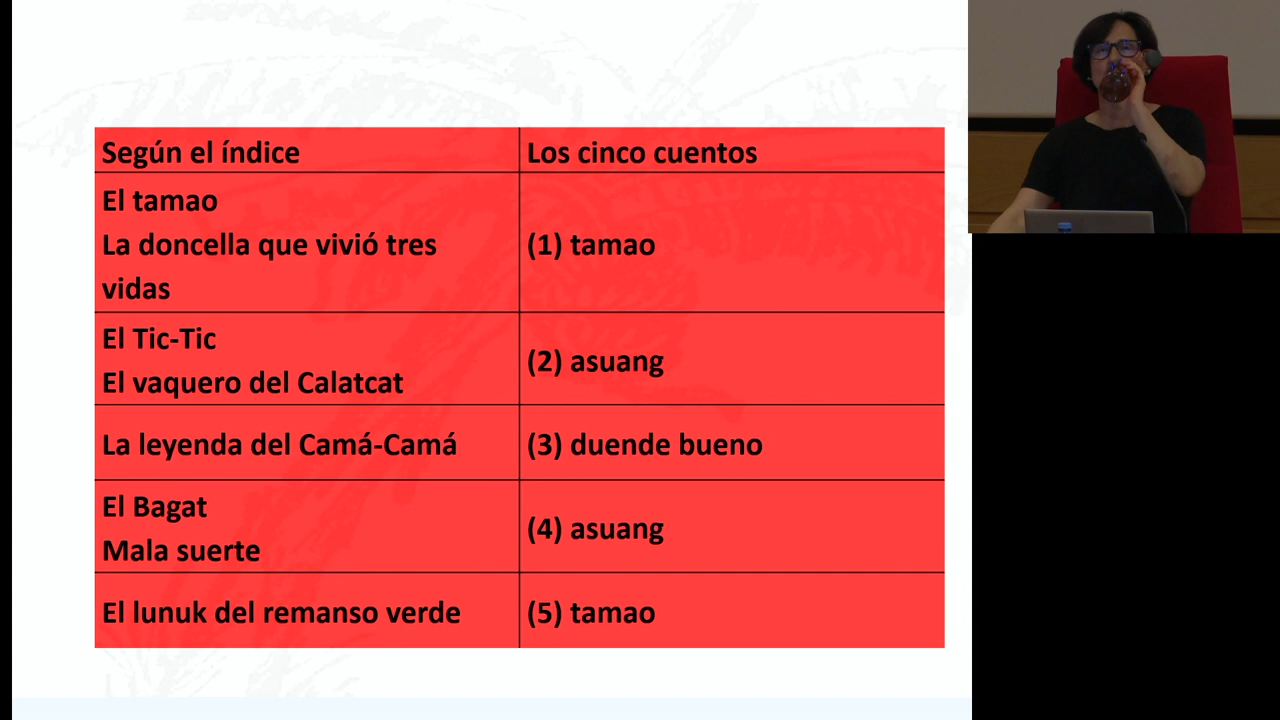 Según el índice
Los cinco cuentos
El tamao
La doncella que vivió tres
vidas
(1) tamao
El Tic-Tic
El vaquero del Calatcat
(2) asuang
La leyenda del Camá-Camá
(3) duende bueno
El Bagat
Mala suerte
(4) asuang
El lunuk del remanso verde
(5) tamao